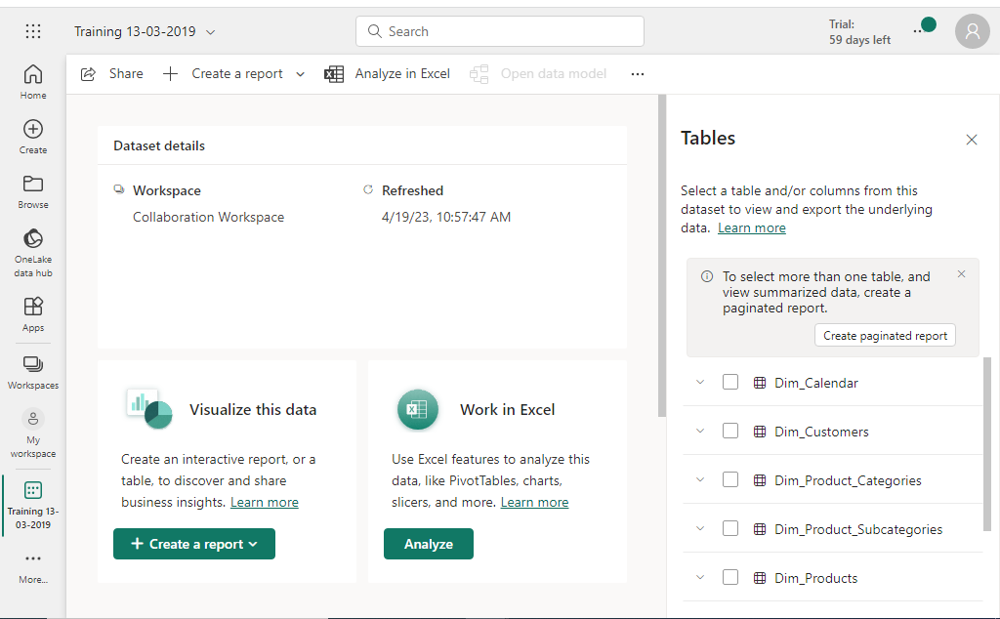 Training 13-03-2019
Search
Trial:
59 days left
Home
Create
Browse
OneLake
data hub
Apps
Workspaces
My
workspace
Training 13-
03-2019
More...
Share
Create a report
Analyze in Excel
Open data model
Dataset details
Workspace
Collaboration Workspace
Refreshed
4/19/23, 10:57:47 AM
Visualize this data
Create an interactive report, or a
table, to discover and share
business insights. Learn more
Create a report
Work in Excel
Use Excel features to analyze this
data, like PivotTables, charts,
slicers, and more. Learn more
Analyze
Tables
Select a table and/or columns from this
dataset to view and export the underlying
data. Learn more
To select more than one table, and
view summarized data, create a
paginated report.
Create paginated report
Dim_Calendar
Dim_Customers
Dim_Product_Categories
Dim_Product_Subcategories
Dim_Products